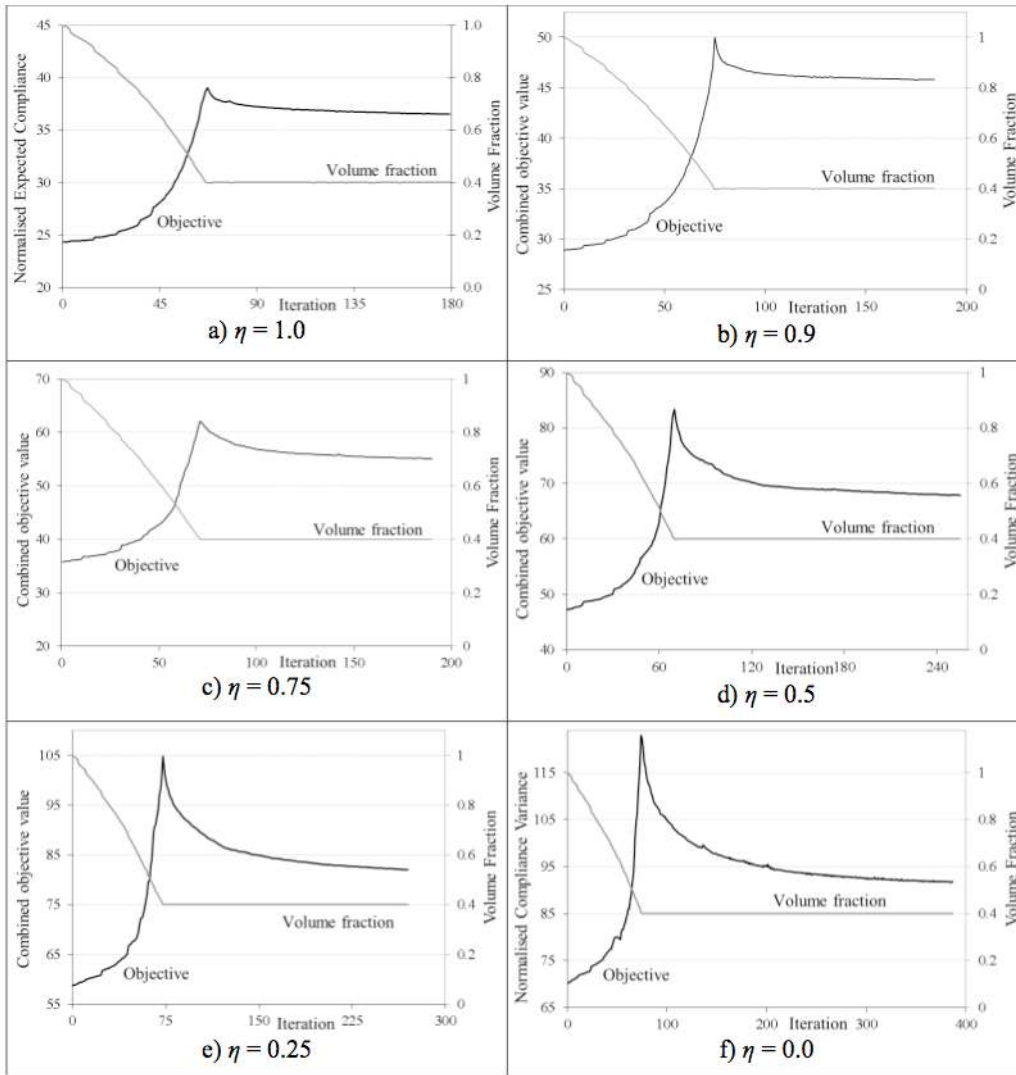 45
40
35
30
25
20
Normalised Expected Compliance
1.0
0.8
0.6
0.4
0.2
0.0
Volume Fraction
Volume fraction
Objective
0
45
90
135
180
Iteration
a) η = 1.0
50
45
40
35
30
25
Combined objective value
1
0.8
0.6
0.4
0.2
0
Volume Fraction
Volume fraction
Objective
0
50
100
150
200
Iteration
b) η = 0.9
70
60
50
40
30
20
Combined objective value
1
0.8
0.6
0.4
0.2
0
Volume Fraction
Volume fraction
Objective
0
50
100
150
200
Iteration
c) η = 0.75
90
80
70
60
50
40
Combined objective value
1
0.8
0.6
0.4
0.2
0
Volume Fraction
Volume fraction
Objective
0
60
120
180
240
Iteration
d) η = 0.5
105
95
85
75
65
55
Combined objective value
1
0.8
0.6
0.4
0.2
0
Volume Fraction
Volume fraction
Objective
0
75
150
225
300
Iteration
e) η = 0.25
115
105
95
85
75
65
Normalised Compliance Variance
1
0.8
0.6
0.4
0.2
0
Volume Fraction
Volume fraction
Objective
0
100
200
300
400
Iteration
f) η = 0.0